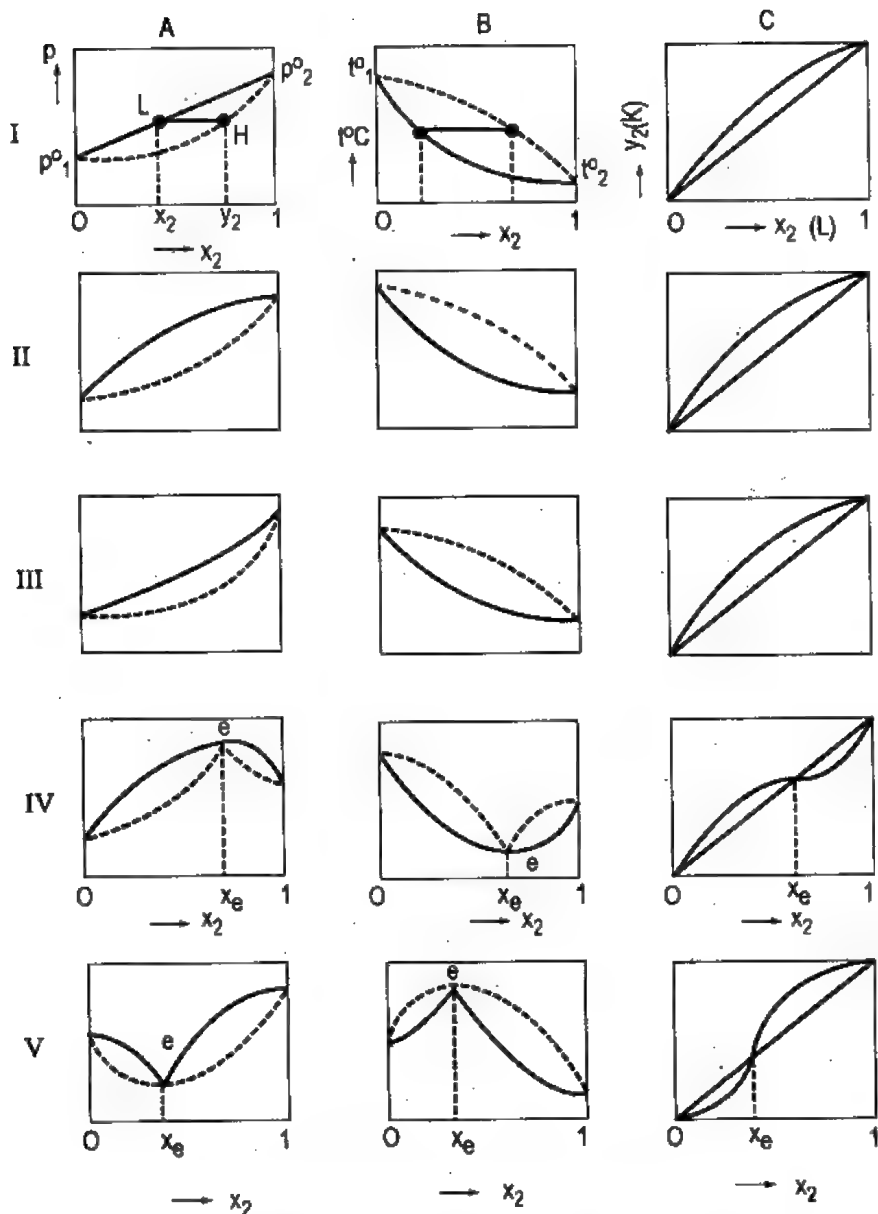 A B C
I
p
p°₂
L
H
p°₁
0 x₂ y₂ 1
→ x₂
t°₁
t°C
t°₂
0 1
→ x₂
y₂(K)
0 1
→ x₂ (L)
II
III
IV
e
0 xₑ 1
→ x₂
e
0 xₑ 1
→ x₂
0 xₑ 1
→ x₂
V
e
0 xₑ 1
→ x₂
e
0 xₑ 1
→ x₂
0 xₑ 1
→ x₂